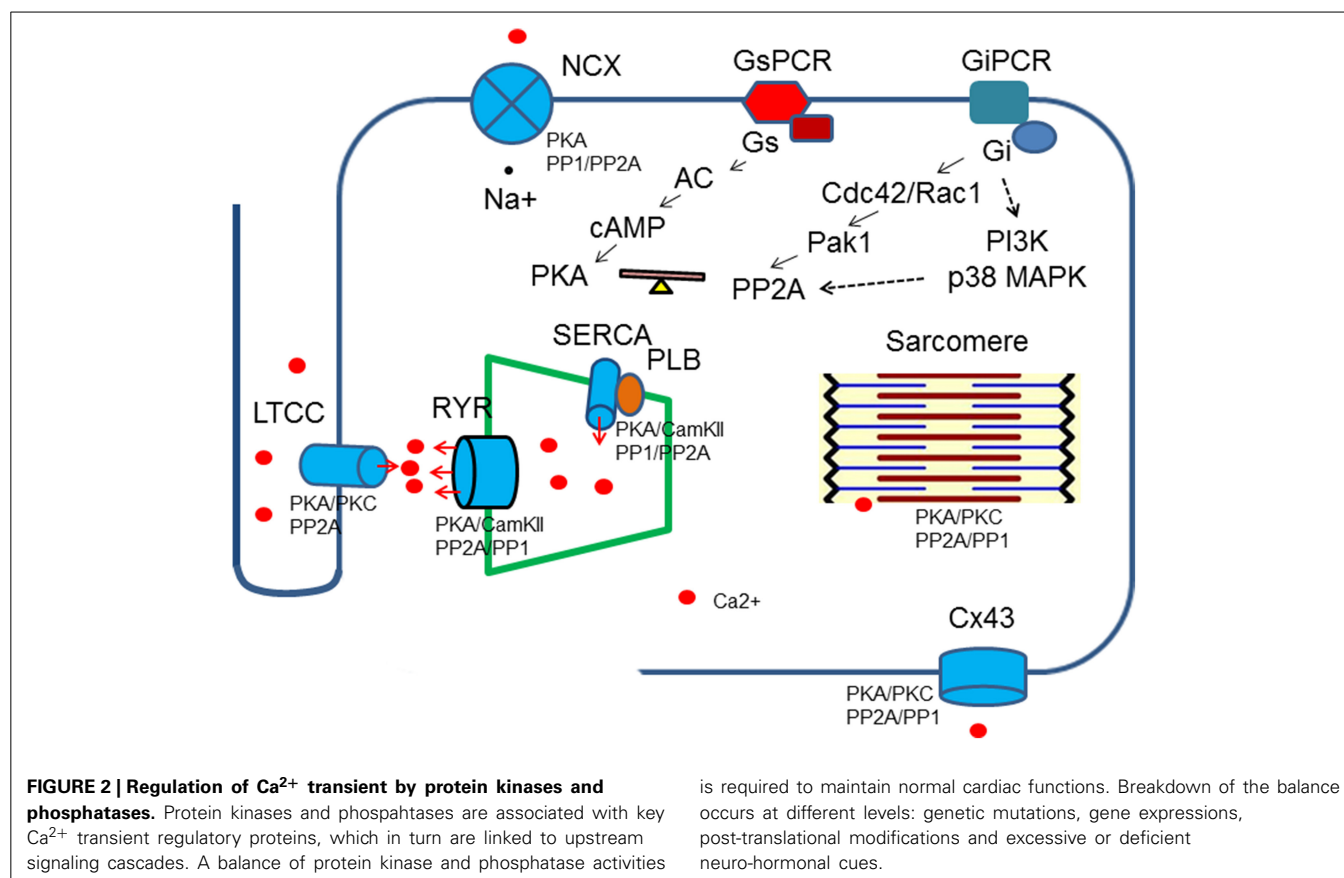 NCX
GsPCR
GiPCR
PKA
PP1/PP2A
Na+
Gs
AC
cAMP
PKA
Gi
Cdc42/Rac1
Pak1
PP2A
PI3K
p38 MAPK
SERCA
PLB
PKA/CamKII
PP1/PP2A
Sarcomere
PKA/PKC
PP2A/PP1
LTCC
PKA/PKC
PP2A
RYR
PKA/CamKII
PP2A/PP1
Ca2+
Cx43
PKA/PKC
PP2A/PP1
FIGURE 2 | Regulation of Ca2+ transient by protein kinases and
phosphatases. Protein kinases and phospahtases are associated with key
Ca2+ transient regulatory proteins, which in turn are linked to upstream
signaling cascades. A balance of protein kinase and phosphatase activities
is required to maintain normal cardiac functions. Breakdown of the balance
occurs at different levels: genetic mutations, gene expressions,
post-translational modifications and excessive or deficient
neuro-hormonal cues.